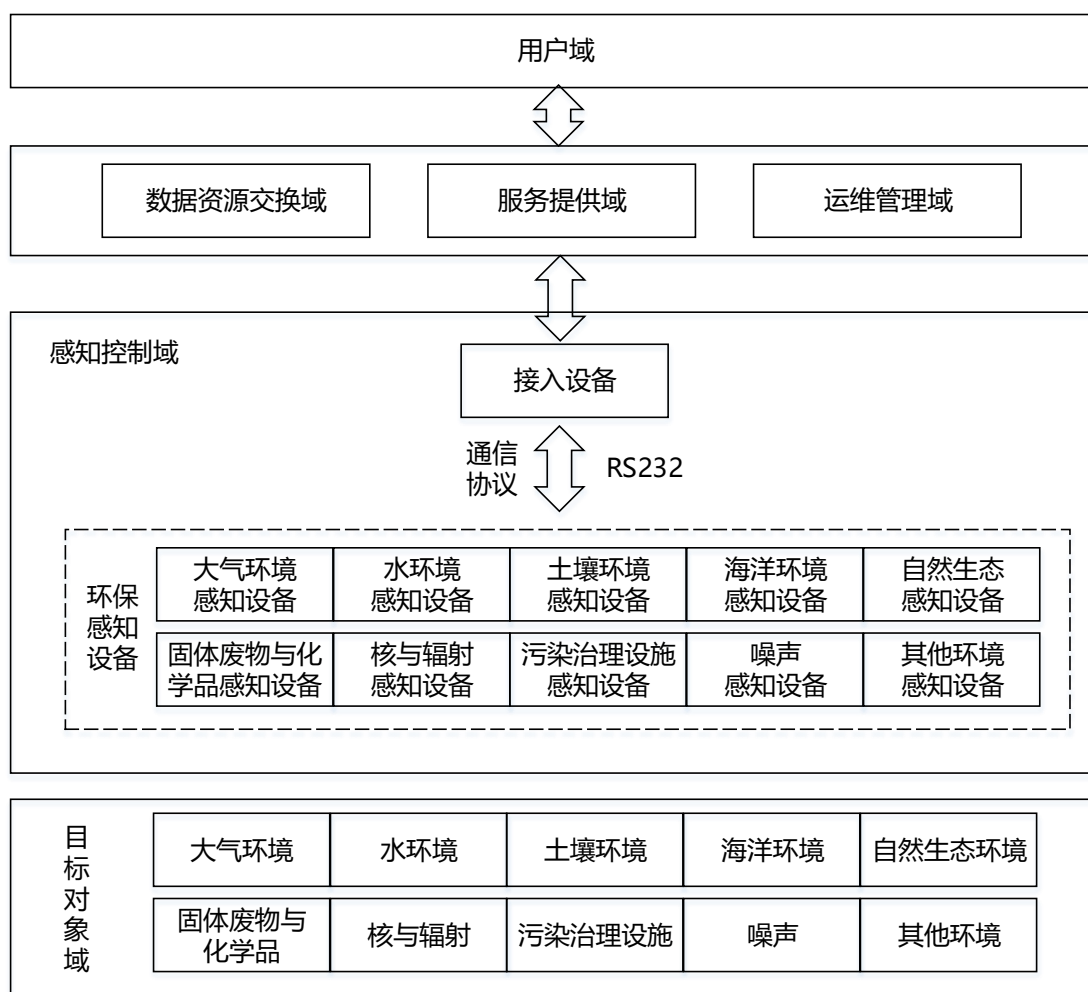 用户域
数据资源交换域
服务提供域
运维管理域
感知控制域
接入设备
通信
协议
RS232
环保
感知
设备
大气环境
感知设备
水环境
感知设备
土壤环境
感知设备
海洋环境
感知设备
自然生态
感知设备
固体废物与化
学品感知设备
核与辐射
感知设备
污染治理设施
感知设备
噪声
感知设备
其他环境
感知设备
目
标
对
象
域
大气环境
水环境
土壤环境
海洋环境
自然生态环境
固体废物与
化学品
核与辐射
污染治理设施
噪声
其他环境